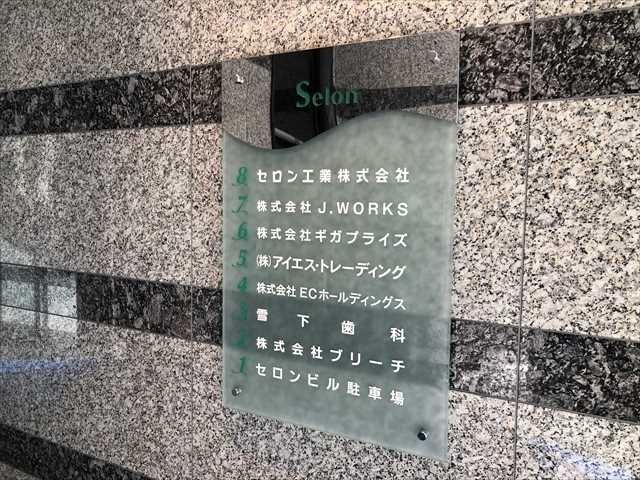 Selon
8 セロン工業株式会社
7 株式会社 J.WORKS
6 株式会社ギガプライズ
5 (株)アイエス・トレーディング
4 株式会社 ECホールディングス
3 雪下歯科
2 株式会社ブリーチ
1 セロンビル駐車場